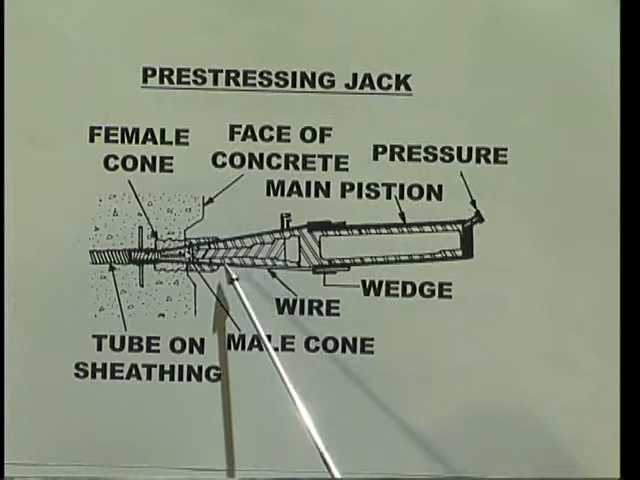 PRESTRESSING JACK
FEMALE
CONE
FACE OF
CONCRETE
PRESSURE
MAIN PISTION
WEDGE
WIRE
TUBE ON
SHEATHING
MALE CONE